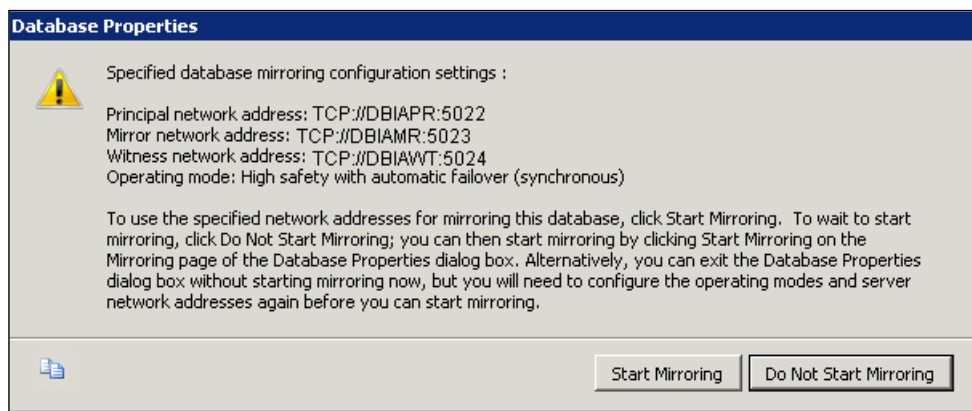 Database Properties
Specified database mirroring configuration settings :
Principal network address: TCP://DBIAPR:5022
Mirror network address: TCP://DBIAMR:5023
Witness network address: TCP://DBIAWT:5024
Operating mode: High safety with automatic failover (synchronous)
To use the specified network addresses for mirroring this database, click Start Mirroring.  To wait to start
mirroring, click Do Not Start Mirroring; you can then start mirroring by clicking Start Mirroring on the
Mirroring page of the Database Properties dialog box. Alternatively, you can exit the Database Properties
dialog box without starting mirroring now, but you will need to configure the operating modes and server
network addresses again before you can start mirroring.
Start Mirroring
Do Not Start Mirroring